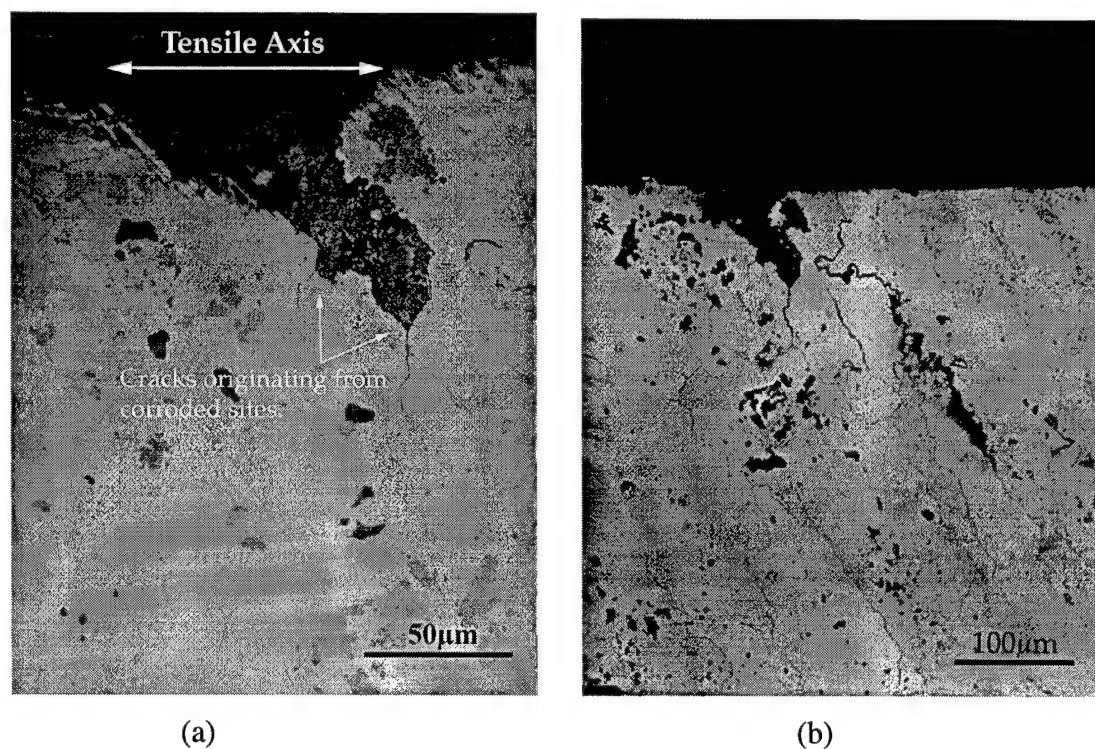 Tensile Axis
Cracks originating from
corroded sites.
50μm
100μm
(a)
(b)